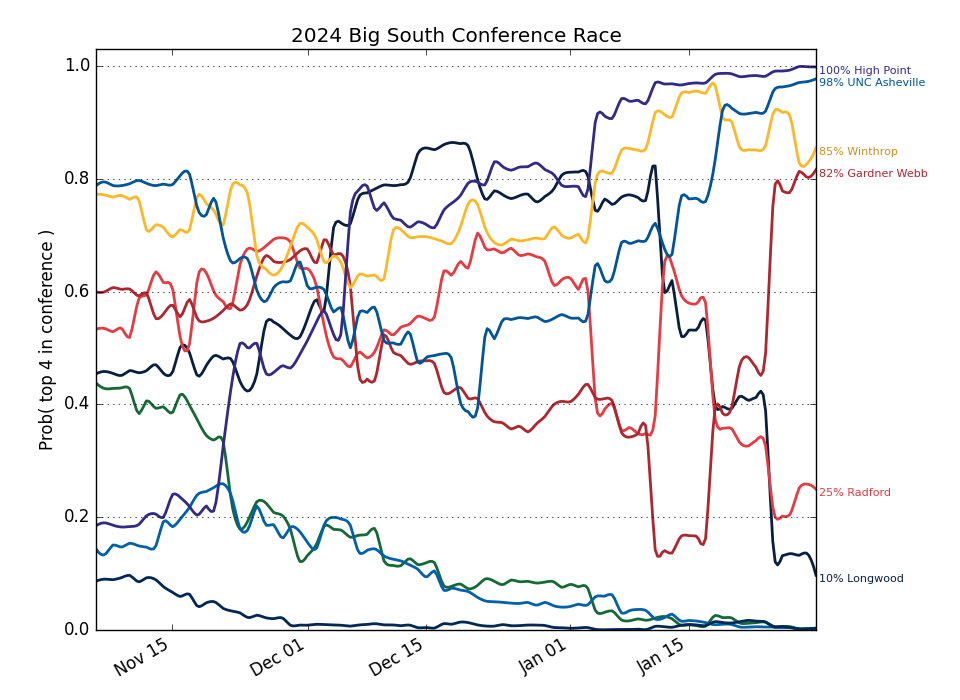 2024 Big South Conference Race
Prob( top 4 in conference )
1.0
0.8
0.6
0.4
0.2
0.0
100% High Point
98% UNC Asheville
85% Winthrop
82% Gardner Webb
25% Radford
10% Longwood
Nov 15
Dec 01
Dec 15
Jan 01
Jan 15